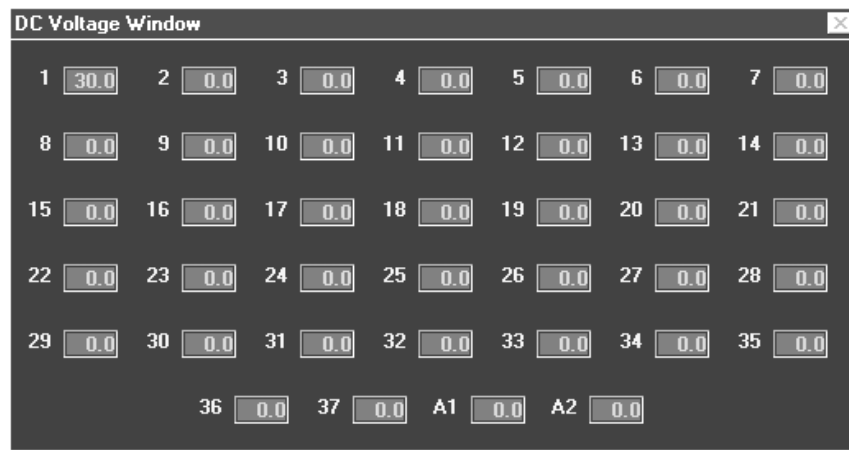 DC Voltage Window
1 30.0 2 0.0 3 0.0 4 0.0 5 0.0 6 0.0 7 0.0
8 0.0 9 0.0 10 0.0 11 0.0 12 0.0 13 0.0 14 0.0
15 0.0 16 0.0 17 0.0 18 0.0 19 0.0 20 0.0 21 0.0
22 0.0 23 0.0 24 0.0 25 0.0 26 0.0 27 0.0 28 0.0
29 0.0 30 0.0 31 0.0 32 0.0 33 0.0 34 0.0 35 0.0
36 0.0 37 0.0 A1 0.0 A2 0.0